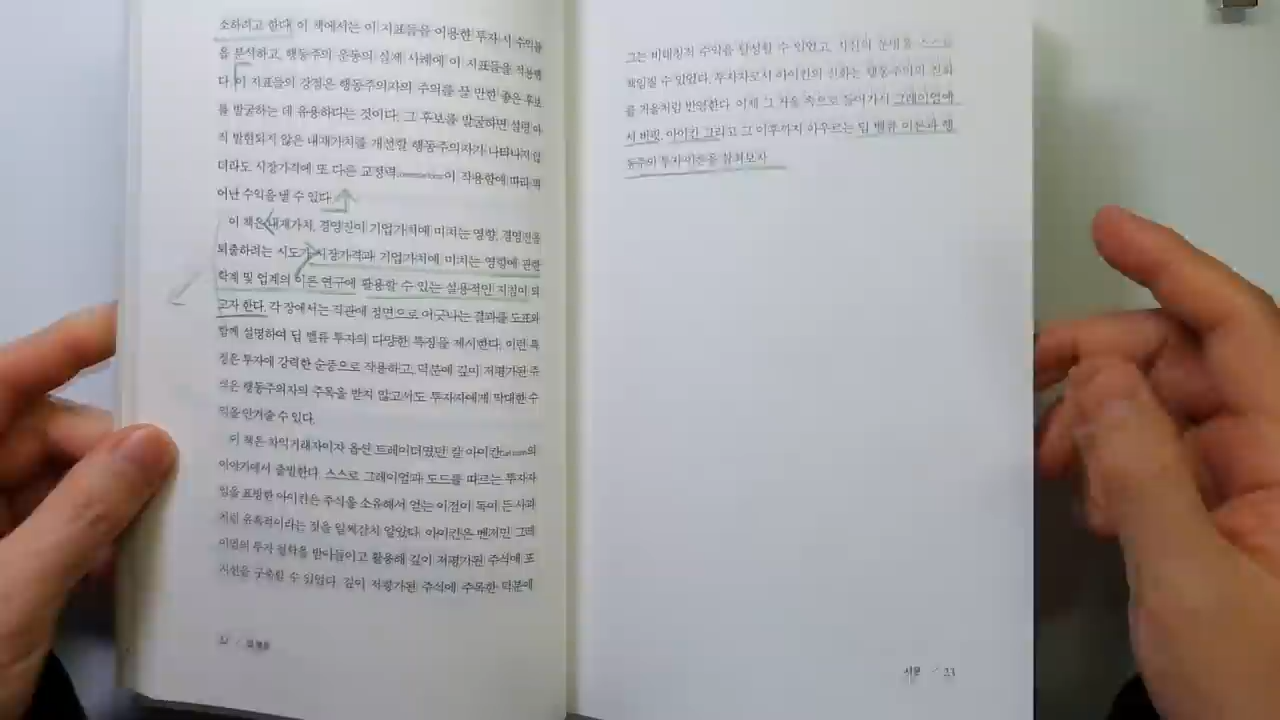 소하려고 한다. 이 책에서는 이 지표들을 이용한 투자 시 수익률
을 분석하고, 행동주의 운동의 실제 사례에 이 지표들을 적용했
다. 이 지표들의 강점은 행동주의자의 주의를 끌 만한 좋은 후보
를 발굴하는 데 유용하다는 것이다. 그 후보를 발굴하면 설령 아
직 발현되지 않은 내재가치를 개선할 행동주의자가 나타나지 않
더라도 시장가격에 또 다른 교정력이 작용함에 따라 뛰
어난 수익을 낼 수 있다.
이 책은 내재가치, 경영진이 기업가치에 미치는 영향, 경영진을
퇴출하려는 시도가 시장가격과 기업가치에 미치는 영향에 관한
학계 및 업계의 이론 연구에 활용할 수 있는 실용적인 지침이 되
고자 한다. 각 장에서는 직관에 정면으로 어긋나는 결과를 도표와
함께 설명하여 딥 밸류 투자의 다양한 특징을 제시한다. 이런 특
징은 투자에 강력한 순풍으로 작용하고, 덕분에 깊이 저평가된 주
식은 행동주의자의 주목을 받지 않고서도 투자자에게 막대한 수
익을 안겨줄 수 있다.
이 책은 차익거래자이자 옵션 트레이더였던 칼 아이칸의
이야기에서 출발한다. 스스로 그레이엄과 도드를 따르는 투자자
임을 표방한 아이칸은 주식을 소유해서 얻는 이점이 독이 든 사과
처럼 유혹적이라는 것을 일찌감치 알았다. 아이칸은 벤저민 그레
이엄의 투자 철학을 받아들이고 활용해 깊이 저평가된 주식에 포
지션을 구축할 수 있었다. 깊이 저평가된 주식에 주목한 덕분에
22 / 딥 밸류
그는 비대칭적 수익을 달성할 수 있었고, 자신의 운명을 스스로
책임질 수 있었다. 투자자로서 아이칸의 진화는 행동주의의 진화
를 거울처럼 반영한다. 이제 그 거울 속으로 들어가서 그레이엄에
서 버핏, 아이칸 그리고 그 이후까지 아우르는 딥 밸류 이론과 행
동주의 투자 이론을 살펴보자.
서문 / 23